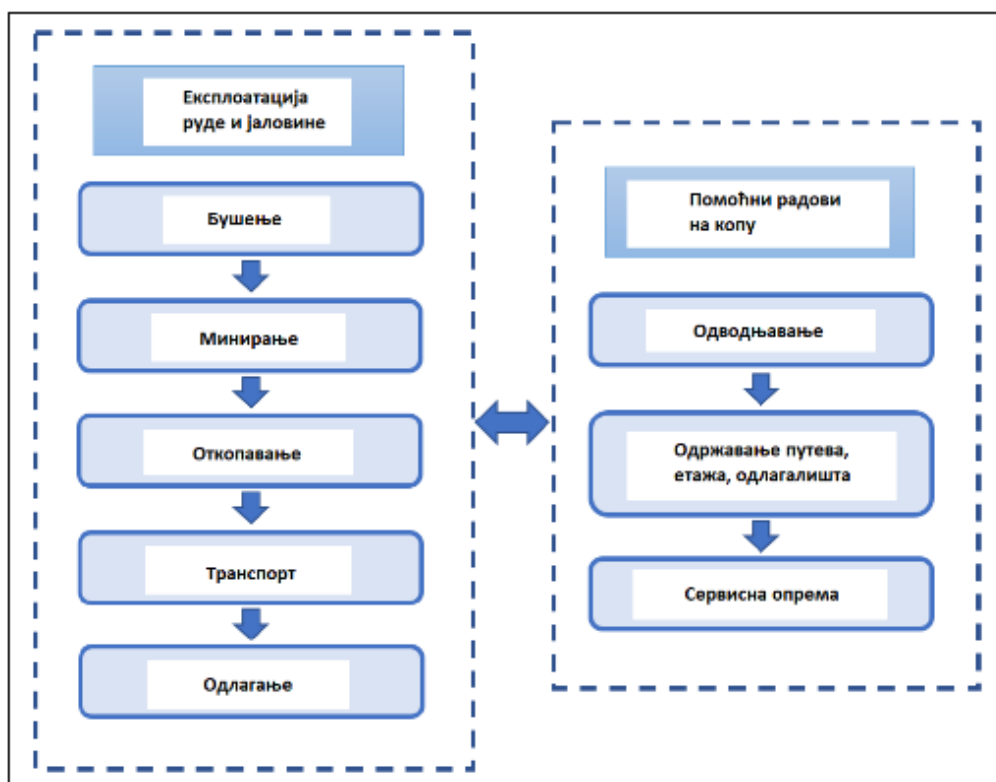 Експлоатација
руде и јаловине
Бушење
Минирање
Откопавање
Транспорт
Одлагање
Помоћни радови
на копу
Одводњавање
Одржавање путева,
етажа, одлагалишта
Сервисна опрема